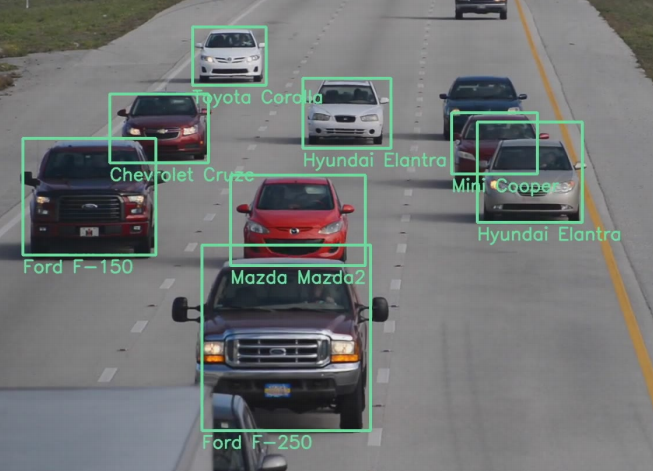 Toyota Corolla
Chevrolet Cruze
Hyundai Elantra
Mini Cooper
Hyundai Elantra
Ford F-150
Mazda Mazda2
Ford F-250